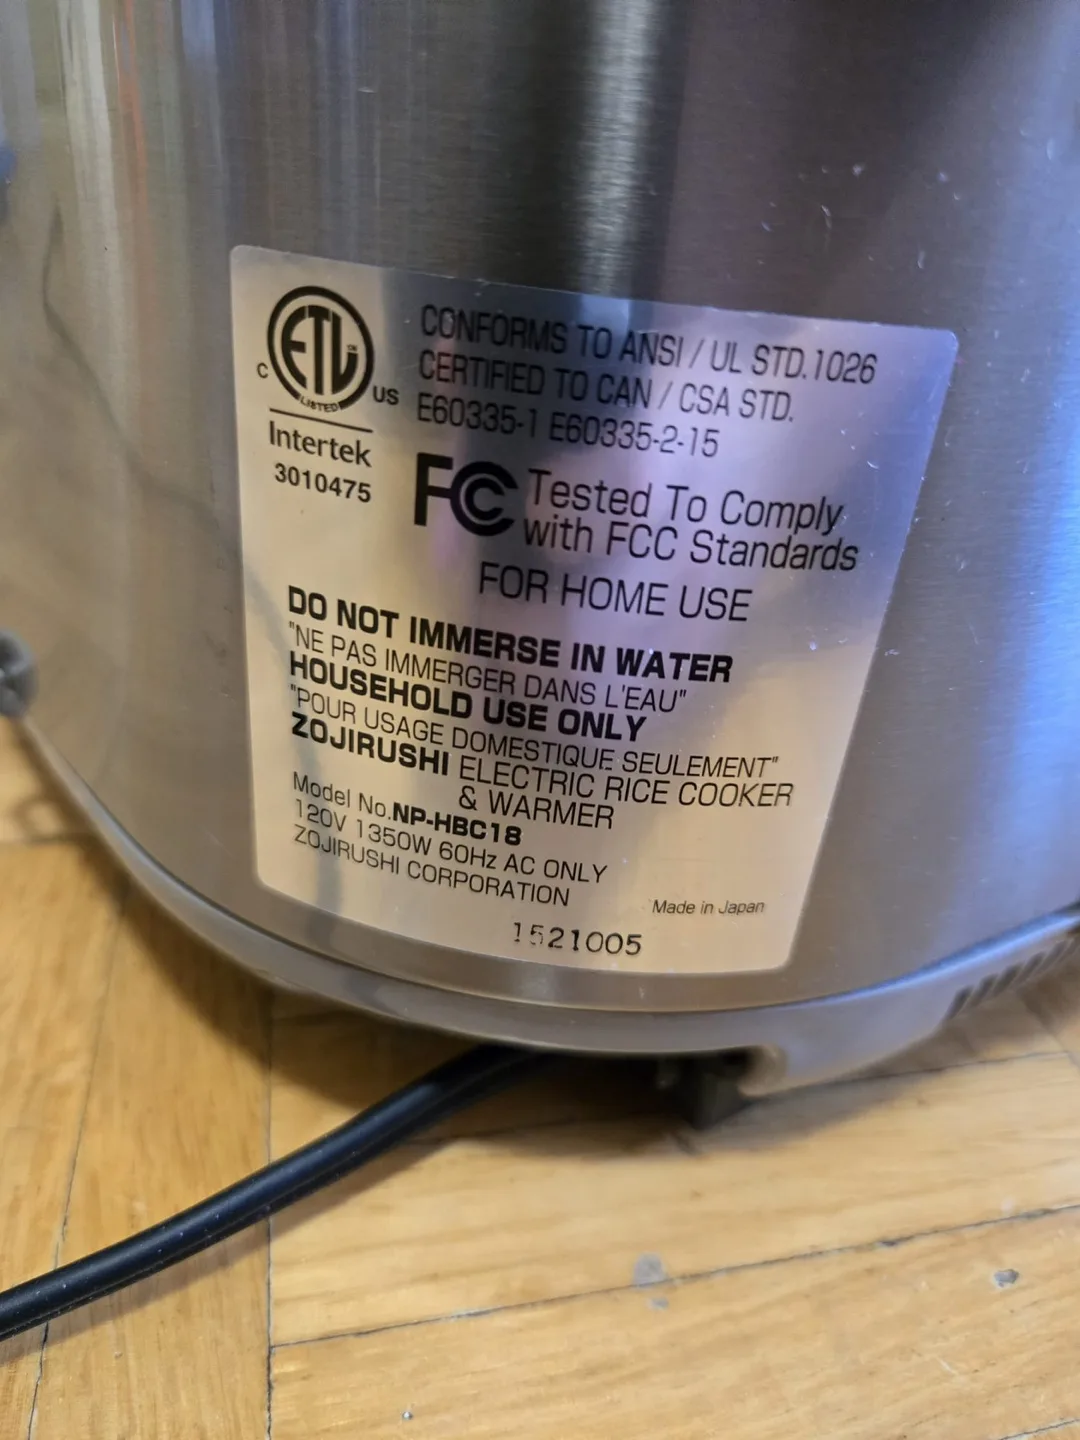 ETL
C US
LISTED
Intertek
3010475
CONFORMS TO ANSI / UL STD.1026
CERTIFIED TO CAN / CSA STD.
E60335-1 E60335-2-15
FC Tested To Comply
with FCC Standards
FOR HOME USE
DO NOT IMMERSE IN WATER
"NE PAS IMMERGER DANS L'EAU"
HOUSEHOLD USE ONLY
"POUR USAGE DOMESTIQUE SEULEMENT"
ZOJIRUSHI ELECTRIC RICE COOKER
& WARMER
Model No.NP-HBC18
120V 1350W 60Hz AC ONLY
ZOJIRUSHI CORPORATION
Made in Japan
1521005